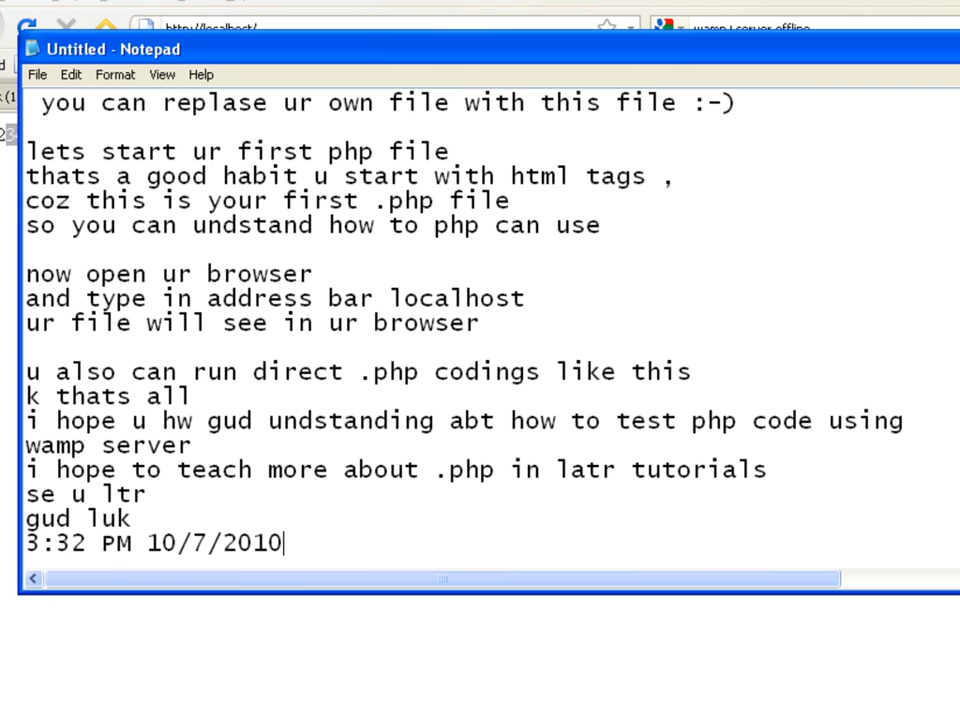 http://localhost/
wamp server offline
Untitled - Notepad
File Edit Format View Help
you can replase ur own file with this file :-)
lets start ur first php file
thats a good habit u start with html tags ,
coz this is your first .php file
so you can undstand how to php can use
now open ur browser
and type in address bar localhost
ur file will see in ur browser
u also can run direct .php codings like this
k thats all
i hope u hw gud undstanding abt how to test php code using
wamp server
i hope to teach more about .php in latr tutorials
se u ltr
gud luk
3:32 PM 10/7/2010